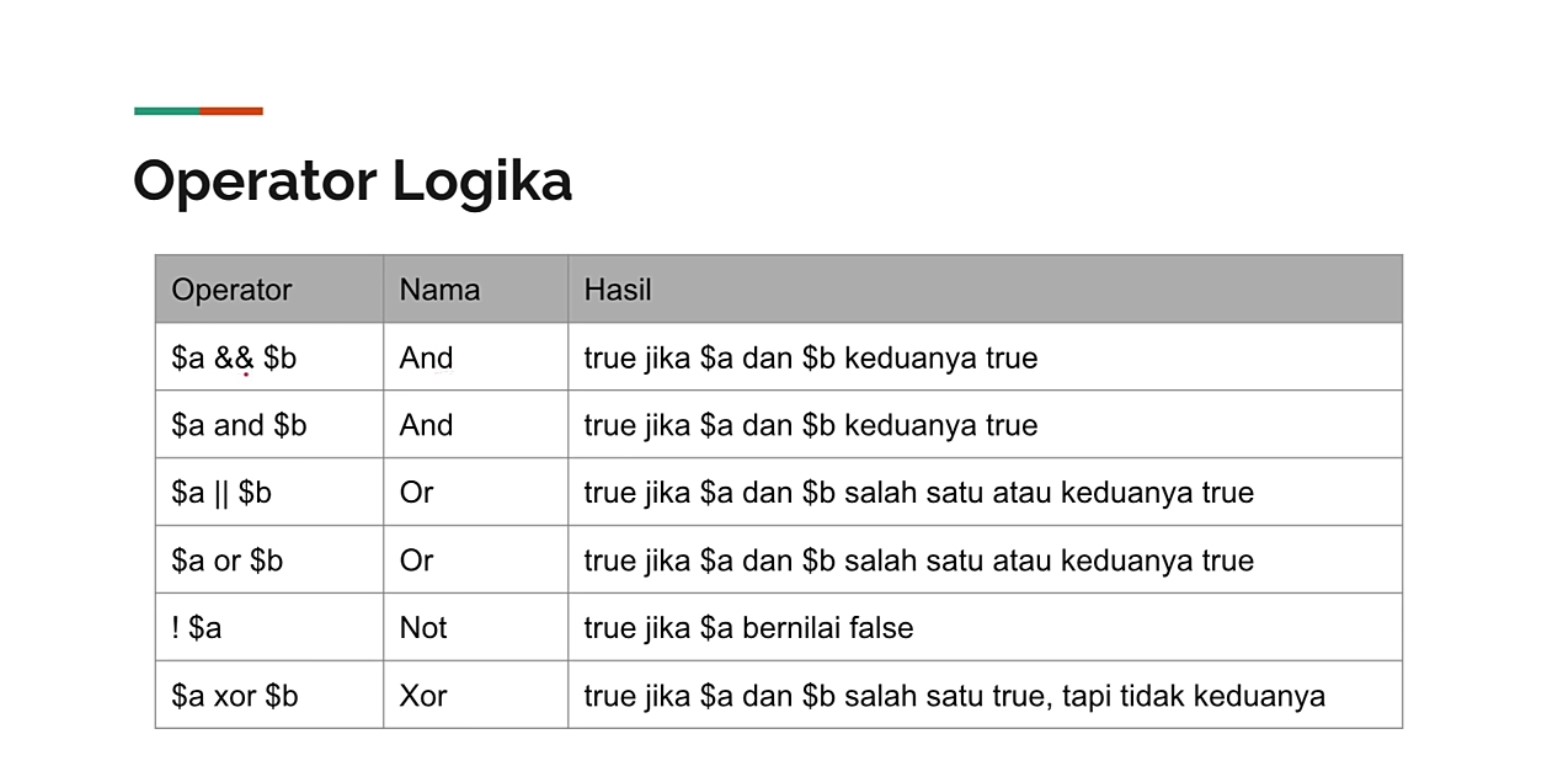 Operator Logika
Operator Nama Hasil
$a && $b And true jika $a dan $b keduanya true
$a and $b And true jika $a dan $b keduanya true
$a || $b Or true jika $a dan $b salah satu atau keduanya true
$a or $b Or true jika $a dan $b salah satu atau keduanya true
! $a Not true jika $a bernilai false
$a xor $b Xor true jika $a dan $b salah satu true, tapi tidak keduanya